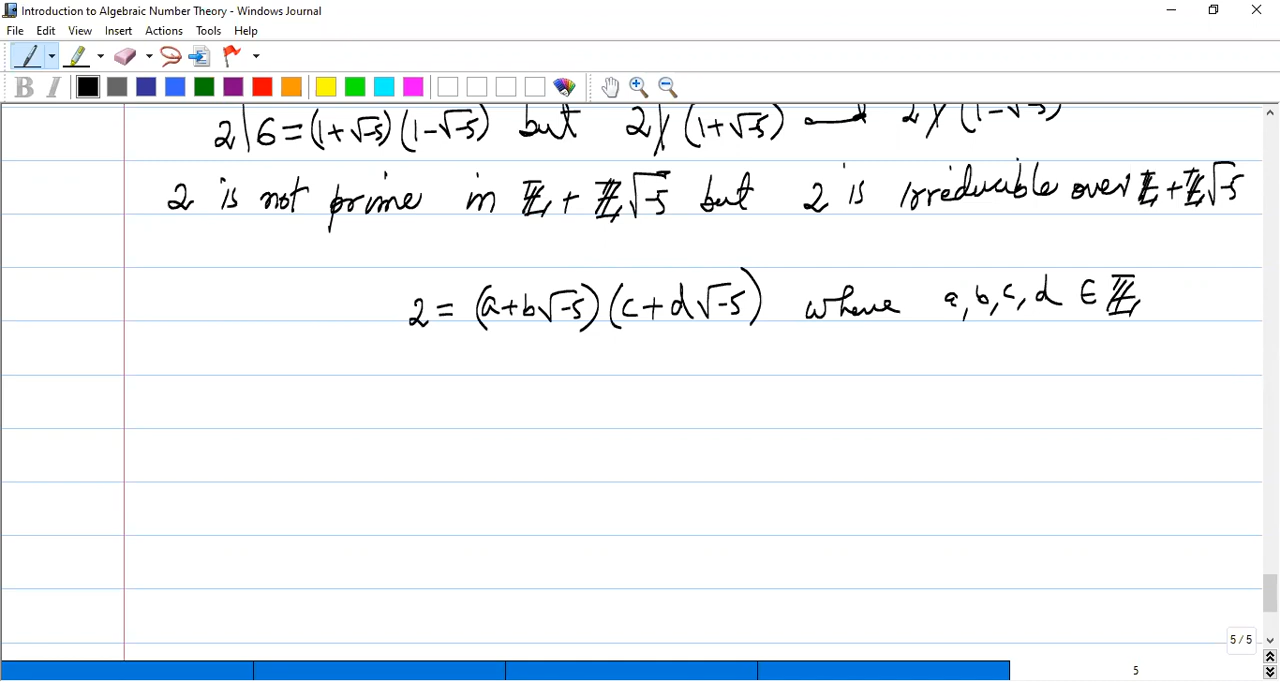 Introduction to Algebraic Number Theory - Windows Journal
File Edit View Insert Actions Tools Help
B I
2|6=(1+√-5)(1-√-5) but 2∤(1+√-5) and 2∤(1-√-5)
2 is not prime in ℤ+ℤ√-5 but 2 is irreducible over ℤ+ℤ√-5
2=(a+b√-5)(c+d√-5) where a,b,c,d ∈ ℤ
5/5
5